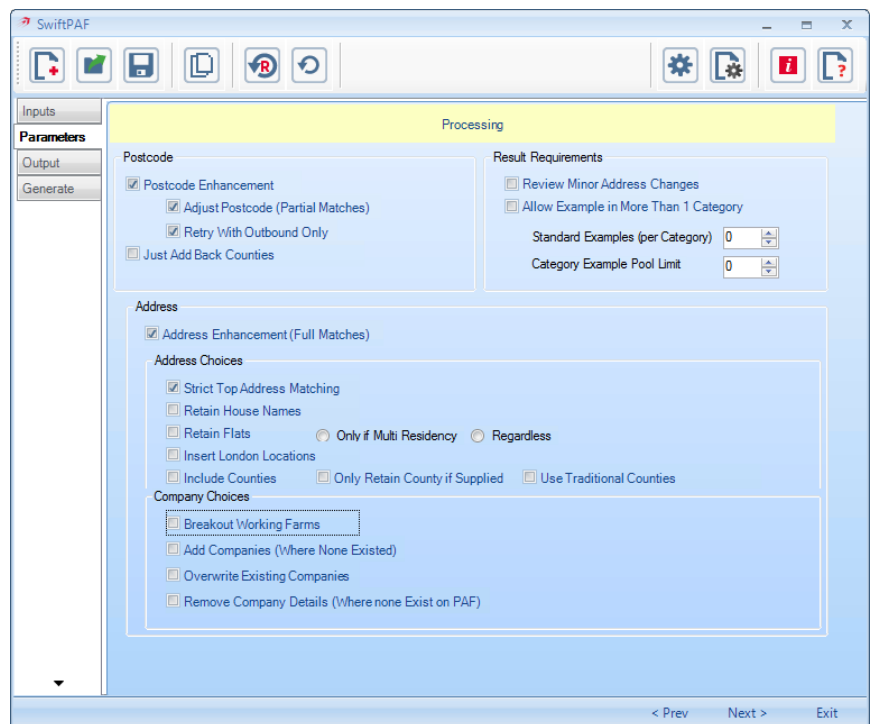 SwiftPAF
R
i
?
Inputs
Parameters
Output
Generate
Processing
Postcode
Postcode Enhancement
Adjust Postcode (Partial Matches)
Retry With Outbound Only
Just Add Back Counties
Result Requirements
Review Minor Address Changes
Allow Example in More Than 1 Category
Standard Examples (per Category) 0
Category Example Pool Limit 0
Address
Address Enhancement (Full Matches)
Address Choices
Strict Top Address Matching
Retain House Names
Retain Flats Only if Multi Residency Regardless
Insert London Locations
Include Counties Only Retain County if Supplied Use Traditional Counties
Company Choices
Breakout Working Farms
Add Companies (Where None Existed)
Overwrite Existing Companies
Remove Company Details (Where none Exist on PAF)
< Prev Next > Exit